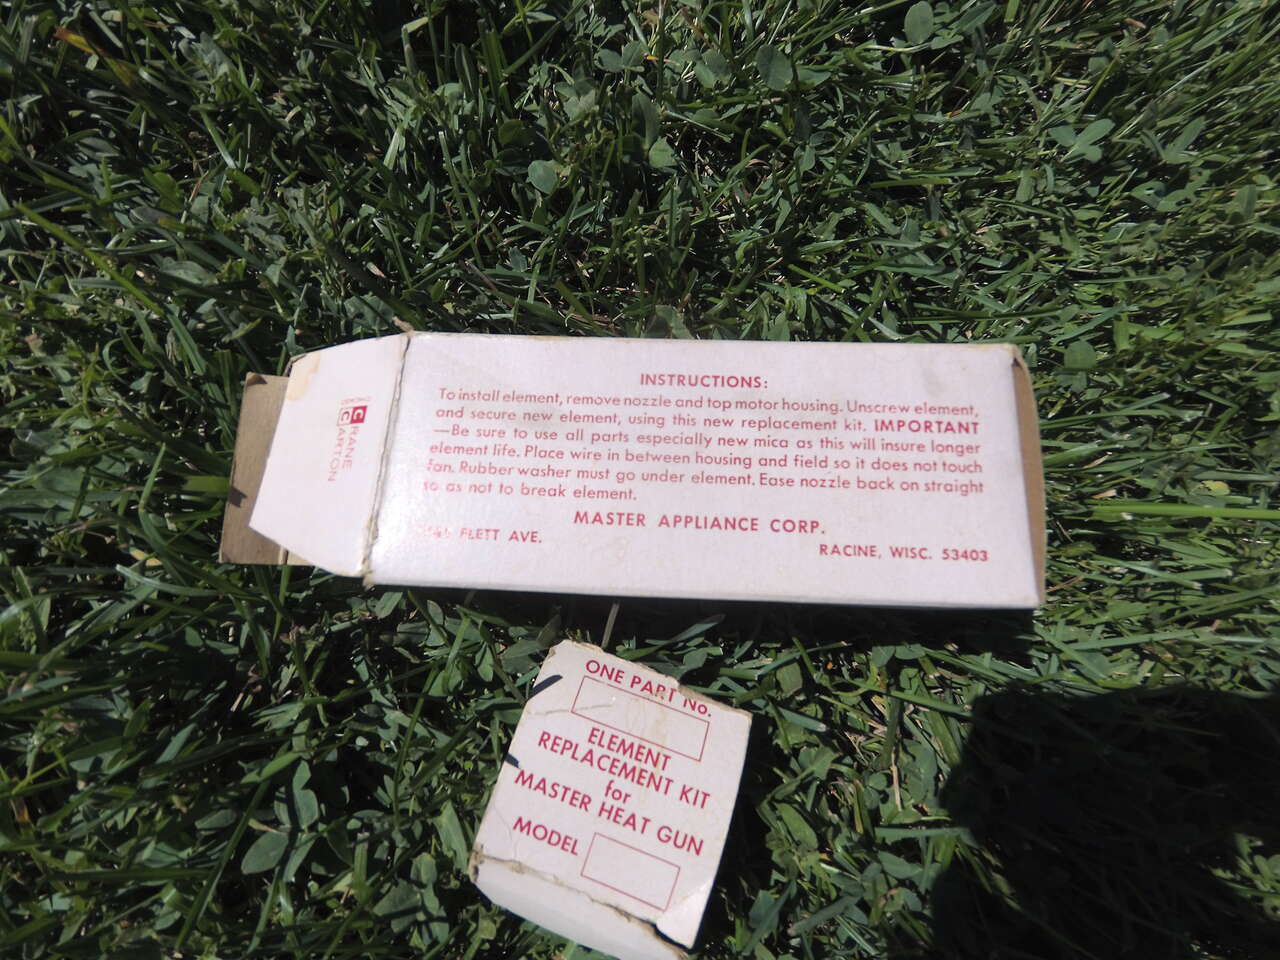 INSTRUCTIONS:
To install element, remove nozzle and top motor housing. Unscrew element,
and secure new element, using this new replacement kit. IMPORTANT
—Be sure to use all parts especially new mica as this will insure longer
element life. Place wire in between housing and field so it does not touch
fan. Rubber washer must go under element. Ease nozzle back on straight
so as not to break element.
MASTER APPLIANCE CORP.
FLETT AVE.
RACINE, WISC. 53403
CRANE
CARTON
CHICAGO
ONE PART No.
ELEMENT
REPLACEMENT KIT
for
MASTER HEAT GUN
MODEL